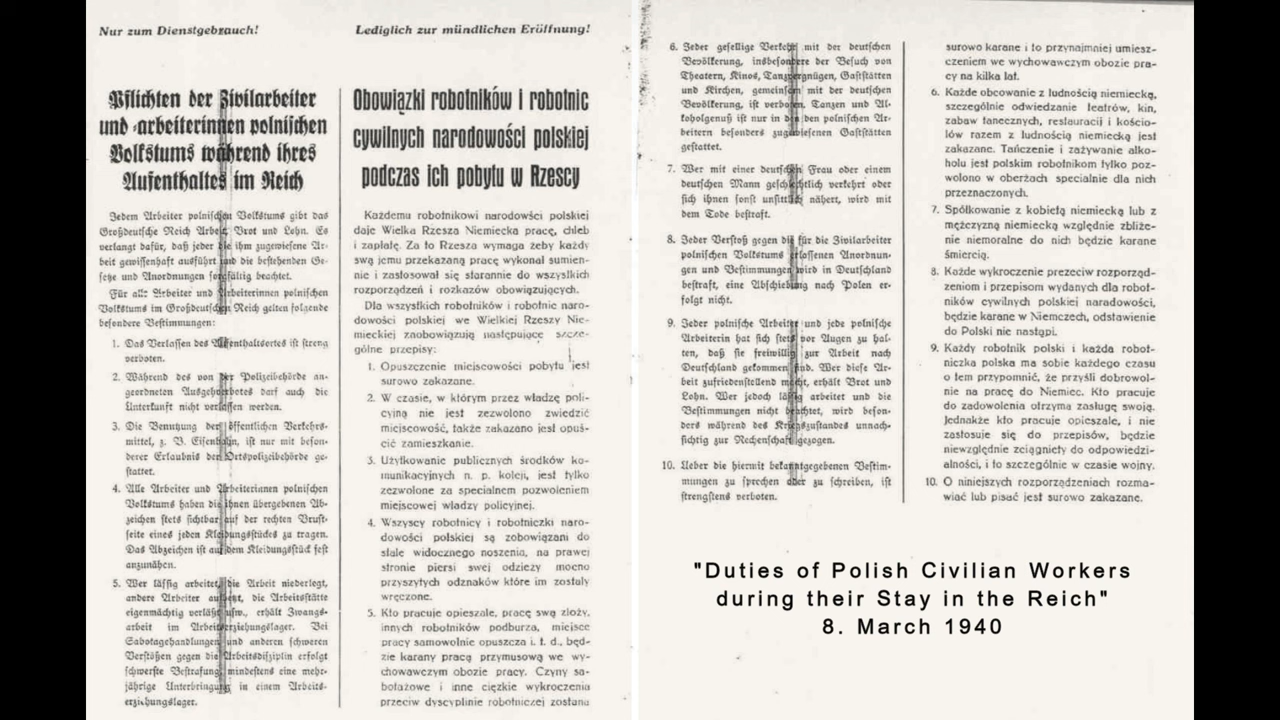 Nur zum Dienstgebrauch!
Lediglich zur mündlichen Eröffnung!
Pflichten der Zivilarbeiter
und -arbeiterinnen polnischen
Volkstums während ihres
Aufenthaltes im Reich
Jedem Arbeiter polnischen Volkstums gibt das
Großdeutsche Reich Arbeit, Brot und Lohn. Es
verlangt dafür, daß jeder die ihm zugewiesene Ar-
beit gewissenhaft ausführt und die bestehenden Ge-
setze und Anordnungen sorgfältig beachtet.
Für alle Arbeiter und Arbeiterinnen polnischen
Volkstums im Großdeutschen Reich gelten folgende
besondere Bestimmungen:
1. Das Verlassen des Aufenthaltsortes ist streng
verboten.
2. Während des von der Polizeibehörde an-
geordneten Ausgehverbotes darf auch die
Unterkunft nicht verlassen werden.
3. Die Benutzung der öffentlichen Verkehrs-
mittel, z. B. Eisenbahn, ist nur mit beson-
derer Erlaubnis der Ortspolizeibehörde ge-
stattet.
4. Alle Arbeiter und Arbeiterinnen polnischen
Volkstums haben die ihnen übergebenen Ab-
zeichen stets sichtbar auf der rechten Brust-
seite eines jeden Kleidungsstückes zu tragen.
Das Abzeichen ist auf dem Kleidungsstück fest
anzunähen.
5. Wer lässig arbeitet, die Arbeit niederlegt,
andere Arbeiter aufhetzt, die Arbeitsstätte
eigenmächtig verläßt usw., erhält Zwangs-
arbeit im Arbeitserziehungslager. Bei
Sabotagehandlungen und anderen schweren
Verstößen gegen die Arbeitsdisziplin erfolgt
schwerste Bestrafung, mindestens eine mehr-
jährige Unterbringung in einem Arbeits-
erziehungslager.
Obowiązki robotników i robotnic
cywilnych narodowości polskiej
podczas ich pobytu w Rzescy
Każdemu robotnikowi narodowści polskiej
daje Wielka Rzesza Niemiecka pracę, chleb
i zapłatę. Za to Rzesza wymaga żeby każdy
swą jemu przekazaną pracę wykonał sumien-
nie i zastosował się starannie do wszystkich
rozporządzeń i rozkazów obowiązujących.
Dla wszystkich robotników i robotnic naro-
dowości polskiej we Wielkiej Rzeszy Nie-
mieckiej zaobowiązują następujące szcze-
gólne przepisy:
1. Opuszczenie miejscowości pobytu jest
surowo zakazane.
2. W czasie, w którym przez władzę poli-
cyjną nie jest zezwolono zwiedzić
miejscowość, także zakazano jest opuś-
cić zamieszkanie.
3. Użytkowanie publicznych środków ko-
munikacyjnych n. p. koleji, jest tylko
zezwolone za specjalnem pozwoleniem
miejscowej władzy policyjnej.
4. Wszyscy robotnicy i robotniczki naro-
dowości polskiej są zobowiązani do
stale widocznego noszenia, na prawej
stronie piersi swej odzieży mocno
przyszytych odznaków które im zostały
wręczone.
5. Kto pracuje opieszale, pracę swą złoży,
innych robotników podburza, miejsce
pracy samowolnie opuszcza i. t. d., będ-
zie karany pracą przymusową we wy-
chowawczym obozie pracy. Czyny sa-
botażowe i inne ciężkie wykroczenia
przeciw dyscyplinie robotniczej zostaną
6. Jeder gesellige Verkehr mit der deutschen
Bevölkerung, insbesondere der Besuch von
Theatern, Kinos, Tanzvergnügen, Gaststätten
und Kirchen, gemeinsam mit der deutschen
Bevölkerung, ist verboten. Tanzen und Al-
koholgenuß ist nur in den den polnischen Ar-
beitern besonders zugewiesenen Gaststätten
gestattet.
7. Wer mit einer deutschen Frau oder einem
deutschen Mann geschlechtlich verkehrt oder
sich ihnen sonst unsittlich nähert, wird mit
dem Tode bestraft.
8. Jeder Verstoß gegen die für die Zivilarbeiter
polnischen Volkstums erlassenen Anordnun-
gen und Bestimmungen wird in Deutschland
bestraft, eine Abschiebung nach Polen er-
folgt nicht.
9. Jeder polnische Arbeiter und jede polnische
Arbeiterin hat sich stets vor Augen zu hal-
ten, daß sie freiwillig zur Arbeit nach
Deutschland gekommen sind. Wer diese Ar-
beit zufriedenstellend macht, erhält Brot und
Lohn. Wer jedoch lässig arbeitet und die
Bestimmungen nicht beachtet, wird beson-
ders während des Kriegszustandes unnach-
sichtig zur Rechenschaft gezogen.
10. Ueber die hiermit bekanntgegebenen Bestim-
mungen zu sprechen oder zu schreiben, ist
strengstens verboten.
surowo karane i to przynajmniej umiesz-
czeniem we wychowawczym obozie pra-
cy na kilka lat.
6. Każde obcowanie z ludnością niemiecką,
szczególnie odwiedzanie teatrów, kin,
zabaw tanecznych, restauracji i kościo-
łów razem z ludnością niemiecką jest
zakazane. Tańczenie i zażywanie alko-
holu jest polskim robotnikom tylko poz-
wolono w oberżach specjalnie dla nich
przeznaczonych.
7. Spółkowanie z kobietą niemiecką lub z
mężczyzną niemiecką względnie zbliże-
nie niemoralne do nich będzie karane
śmiercią.
8. Każde wykroczenie przeciw rozporząd-
zeniom i przepisom wydanych dla robot-
ników cywilnych polskiej naradowości,
będzie karane w Niemczech, odstawienie
do Polski nie nastąpi.
9. Każdy robotnik polski i każda robot-
niczka polska ma sobie każdego czasu
o tem przypomnić, że przyśli dobrowol-
nie na pracę do Niemiec. Kto pracuje
do zadowolenia otrzyma zasługę swoją.
Jednakże kto pracuje opieszale, i nie
zastosuje się do przepisów, będzie
niewzględnie zciągnięty do odpowiedzi-
alności, i to szczególnie w czasie wojny.
10. O niniejszych rozporządzeniach rozma-
wiać lub pisać jest surowo zakazane.
"Duties of Polish Civilian Workers
during their Stay in the Reich"
8. March 1940